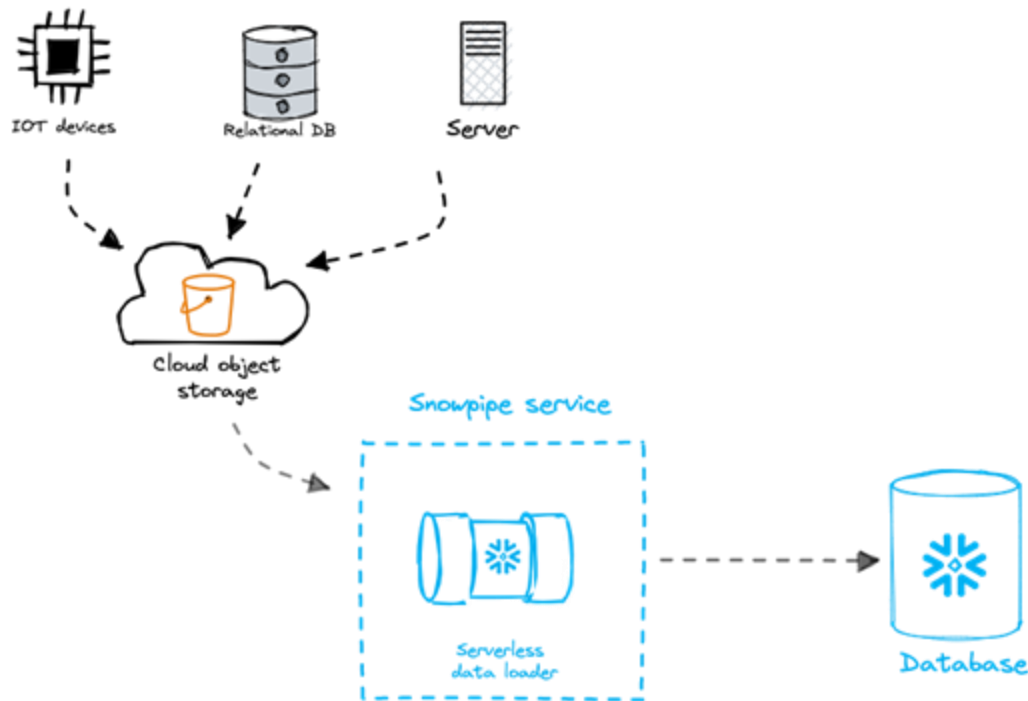 IOT devices
Relational DB
Server
Cloud object
storage
Snowpipe service
Serverless
data loader
Database